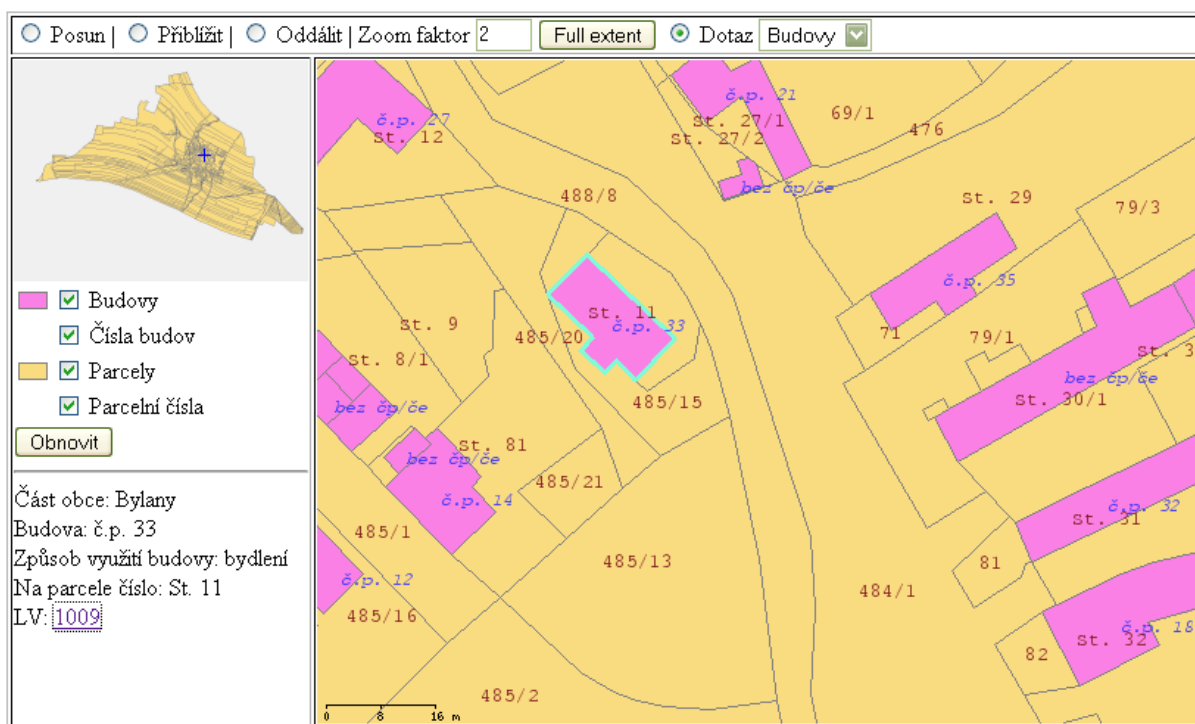 Posun | Přiblížit | Oddálit | Zoom faktor 2 Full extent Dotaz Budovy
Budovy
Čísla budov
Parcely
Parcelní čísla
Obnovit
Část obce: Bylany
Budova: č.p. 33
Způsob využití budovy: bydlení
Na parcele číslo: St. 11
LV: 1009
č.p. 27
St. 12
č.p. 21
St. 27/1
St. 27/2
69/1
476
bez čp/če
488/8
St. 29
79/3
č.p. 35
St. 11
č.p. 33
St. 9
485/20
71
79/1
St. 8/1
St. 3
bez čp/če
bez čp/če
St. 30/1
485/15
St. 81
bez čp/če
485/21
č.p. 14
č.p. 32
St. 31
485/1
485/13
81
č.p. 12
484/1
485/16
č.p. 18
St. 32
82
485/2
0 8 16 m